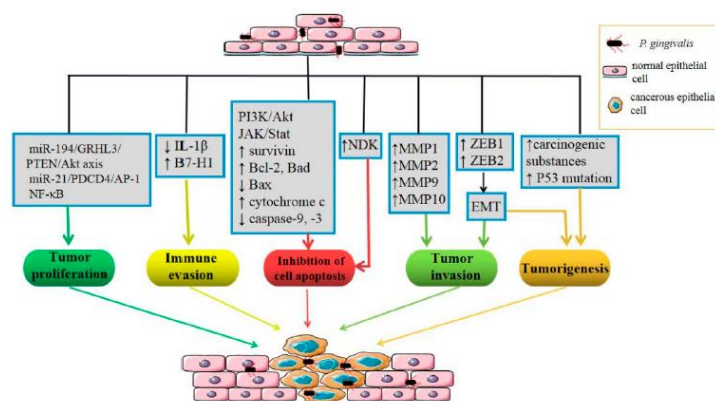 P. gingivalis
normal epithelial
cell
cancerous epithelial
cell
miR-194/GRHL3/
PTEN/Akt axis
miR-21/PDCD4/AP-1
NF-κB
↓ IL-1β
↑ B7-H1
PI3K/Akt
JAK/Stat
↑ survivin
↑ Bcl-2, Bad
↓ Bax
↑ cytochrome c
↓ caspase-9, -3
↑NDK
↑MMP1
↑MMP2
↑MMP9
↑MMP10
↑ ZEB1
↑ ZEB2
EMT
↑carcinogenic
substances
↑ P53 mutation
Tumor
proliferation
Immune
evasion
Inhibition of
cell apoptosis
Tumor
invasion
Tumorigenesis